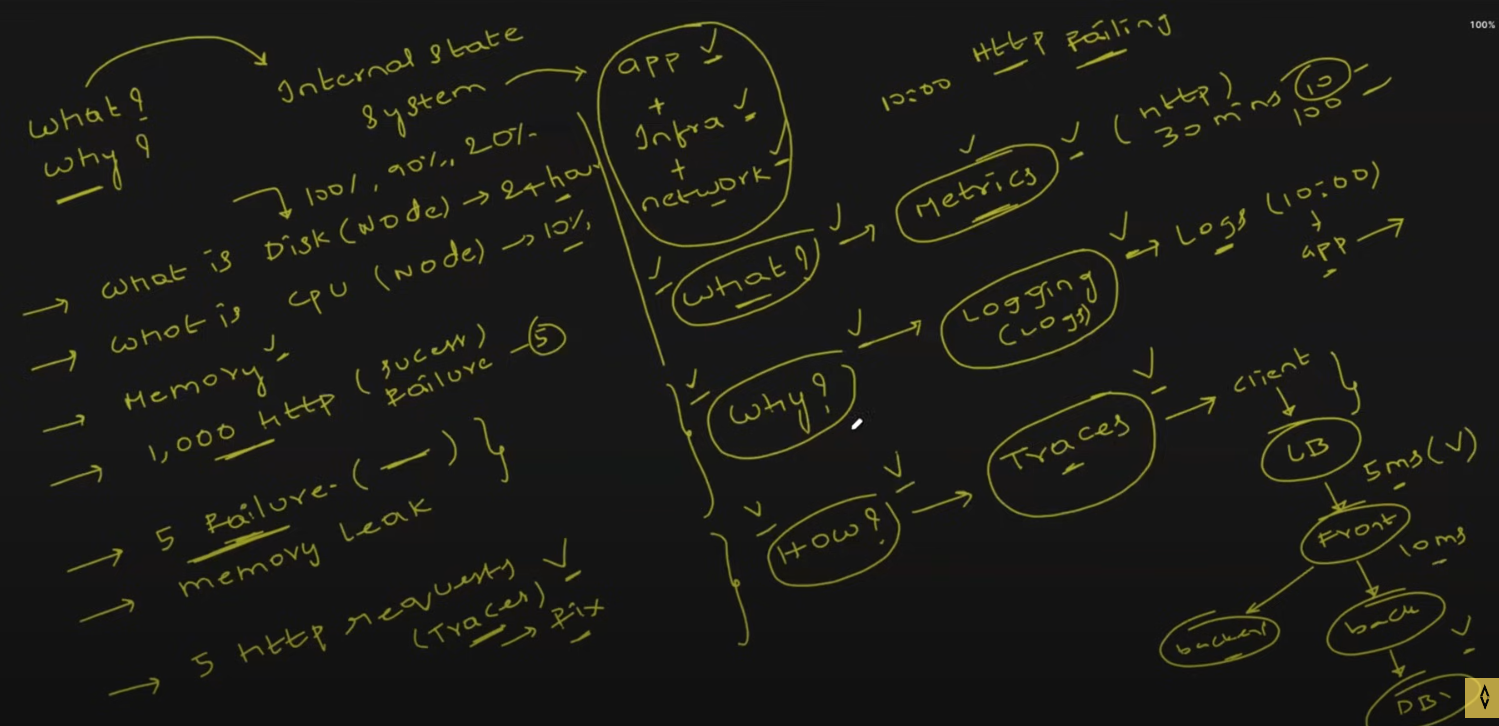 100%
What?
Why?
Internal State
System
app
+
Infra
+
network
10:00 Http Failing
100%, 90%, 20%
What is Disk (Node) → 24 hou
What is CPU (Node) → 10%
Memory
1,000 http (sucess)
Failure - 5
5 Failure - ( — ) }
memory leak
5 http requests
(Traces) → Fix
What? → Metrics (http)
30 mins 10
100
Why? → Logging
(Logs) → Logs (10:00)
app →
How? → Traces → client
LB
5ms (V)
Front
10ms
backend
back
DB